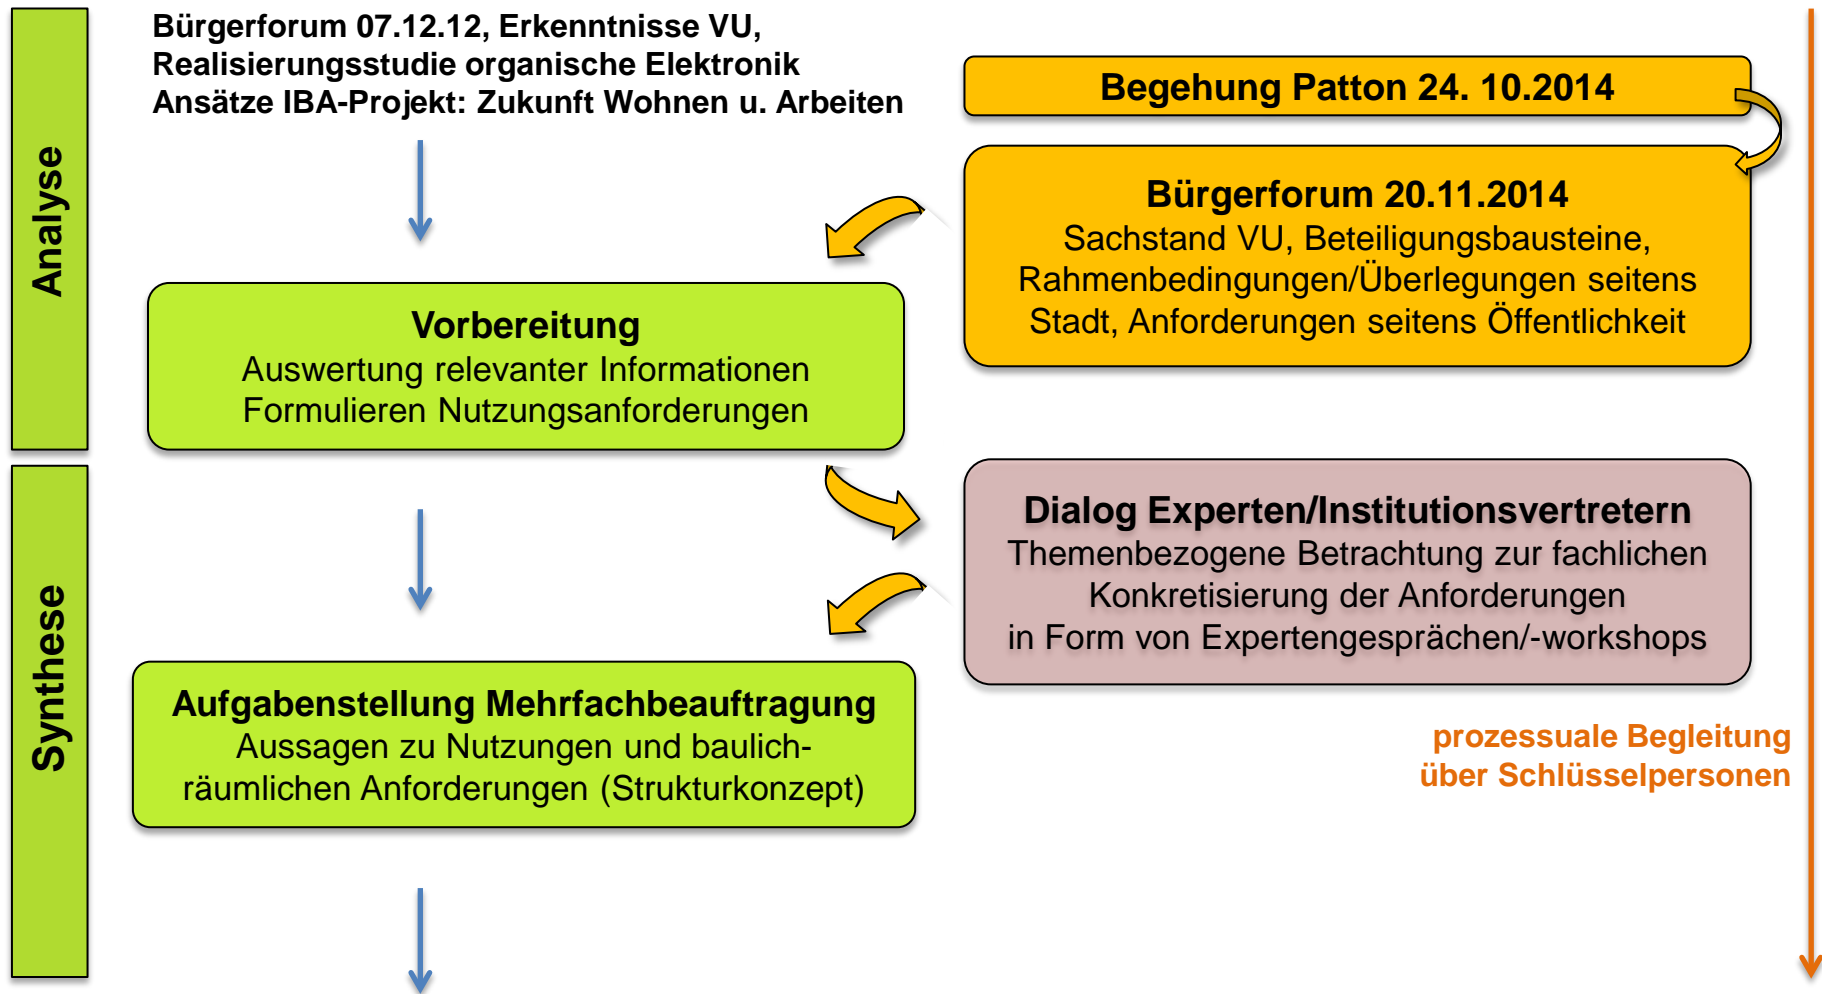 Analyse
Bürgerforum 07.12.12, Erkenntnisse VU,
Realisierungsstudie organische Elektronik
Ansätze IBA-Projekt: Zukunft Wohnen u. Arbeiten
Begehung Patton 24. 10.2014
Bürgerforum 20.11.2014
Sachstand VU, Beteiligungsbausteine,
Rahmenbedingungen/Überlegungen seitens
Stadt, Anforderungen seitens Öffentlichkeit
Vorbereitung
Auswertung relevanter Informationen
Formulieren Nutzungsanforderungen
Synthese
Dialog Experten/Institutionsvertretern
Themenbezogene Betrachtung zur fachlichen
Konkretisierung der Anforderungen
in Form von Expertengesprächen/-workshops
Aufgabenstellung Mehrfachbeauftragung
Aussagen zu Nutzungen und baulich-
räumlichen Anforderungen (Strukturkonzept)
prozessuale Begleitung
über Schlüsselpersonen